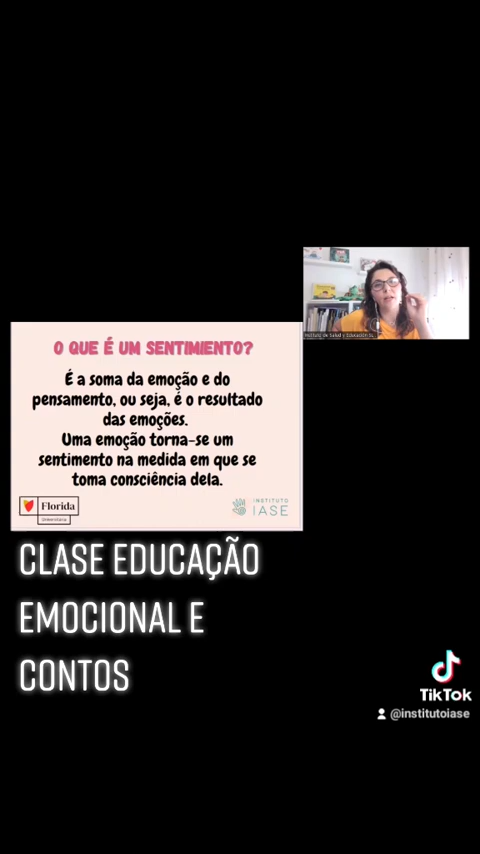 O QUE É UM SENTIMIENTO?
É a soma da emoção e do
pensamento, ou seja, é o resultado
das emoções.
Uma emoção torna-se um
sentimento na medida em que se
toma consciência dela.
Florida
Universitària
INSTITUTO
IASE
CLASE EDUCAÇÃO
EMOCIONAL E
CONTOS
TikTok
@institutoiase